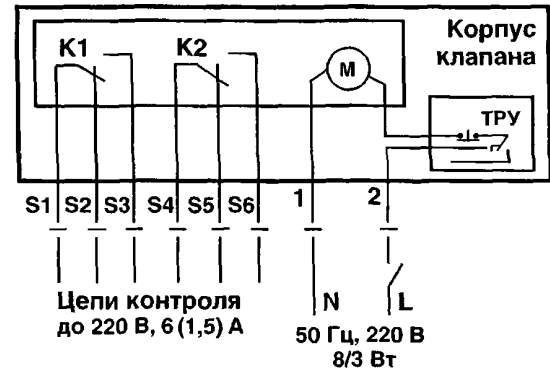 Корпус
клапана
K1
K2
М
ТРУ
S1 S2 S3 S4 S5 S6
1
2
Цепи контроля
до 220 В, 6 (1,5) А
N
L
50 Гц, 220 В
8/3 Вт